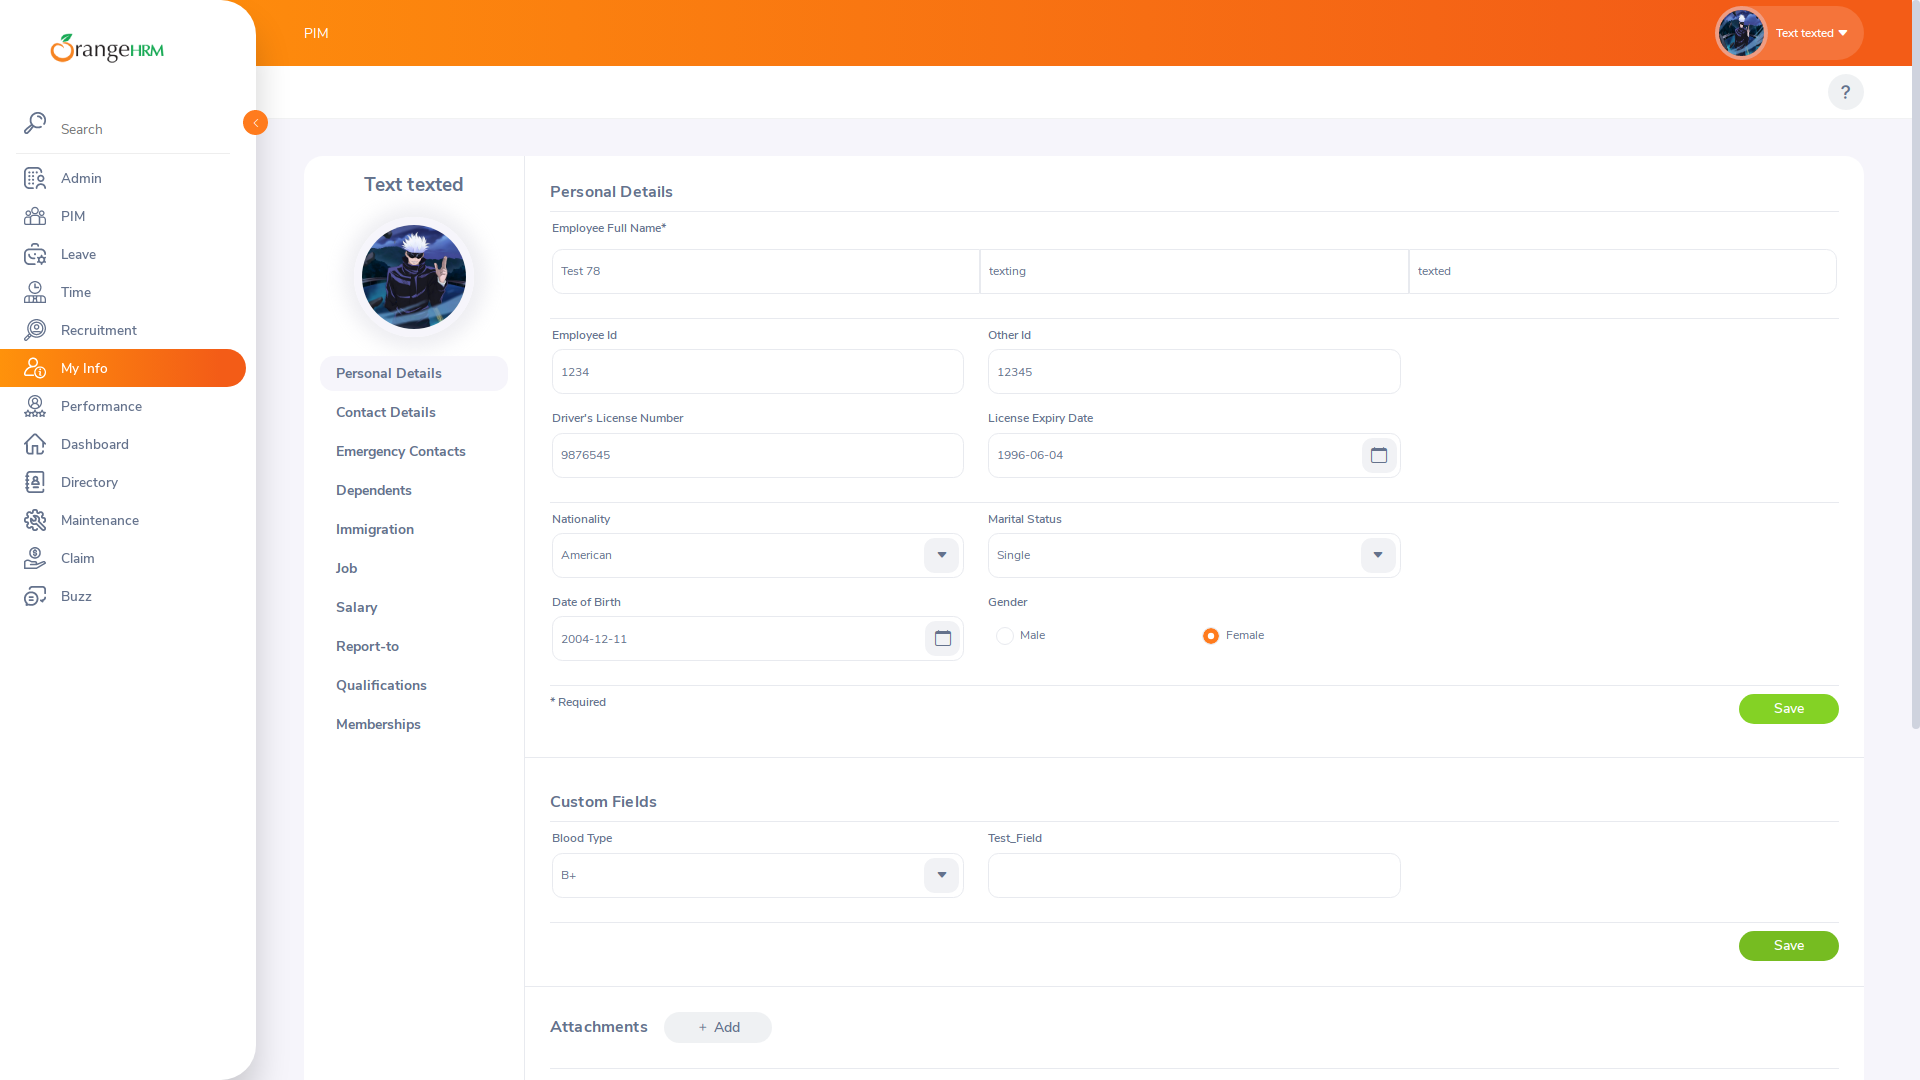 OrangeHRM
PIM
Text texted
?
Search
Admin
PIM
Leave
Time
Recruitment
My Info
Performance
Dashboard
Directory
Maintenance
Claim
Buzz
Text texted
Personal Details
Contact Details
Emergency Contacts
Dependents
Immigration
Job
Salary
Report-to
Qualifications
Memberships
Personal Details
Employee Full Name*
Test 78 texting texted
Employee Id Other Id
1234 12345
Driver's License Number License Expiry Date
9876545 1996-06-04
Nationality Marital Status
American Single
Date of Birth Gender
2004-12-11 Male Female
* Required Save
Custom Fields
Blood Type Test_Field
B+
Save
Attachments + Add